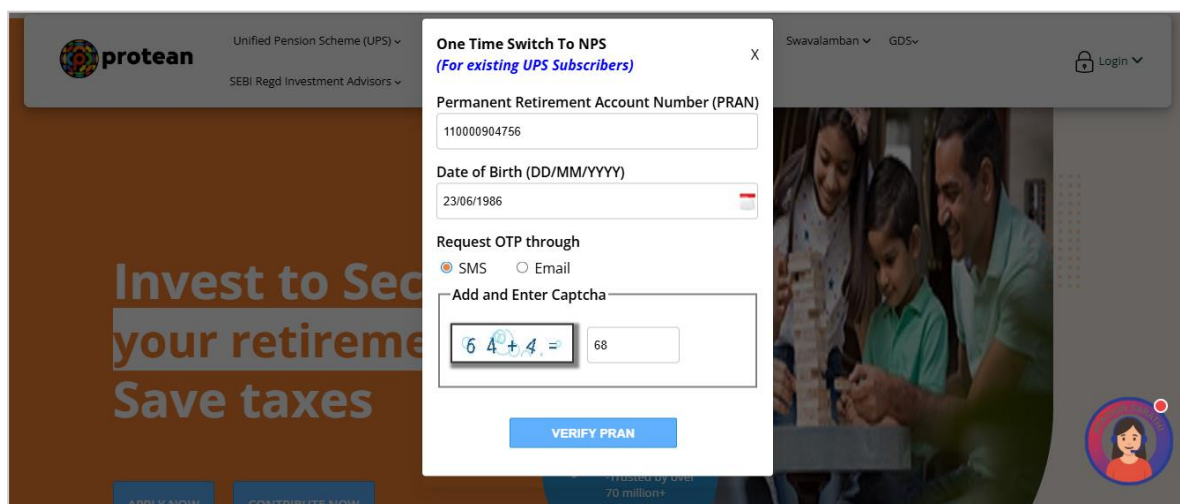 protean
Unified Pension Scheme (UPS)
Swavalamban
GDS
SEBI Regd Investment Advisors
Login
One Time Switch To NPS
X
(For existing UPS Subscribers)
Permanent Retirement Account Number (PRAN)
110000904756
Date of Birth (DD/MM/YYYY)
23/06/1986
Request OTP through
SMS
Email
Add and Enter Captcha
64+4=
68
VERIFY PRAN
Invest to Sec
your retireme
Save taxes
APPLY NOW
CONTRIBUTE NOW
Trusted by over
70 million+